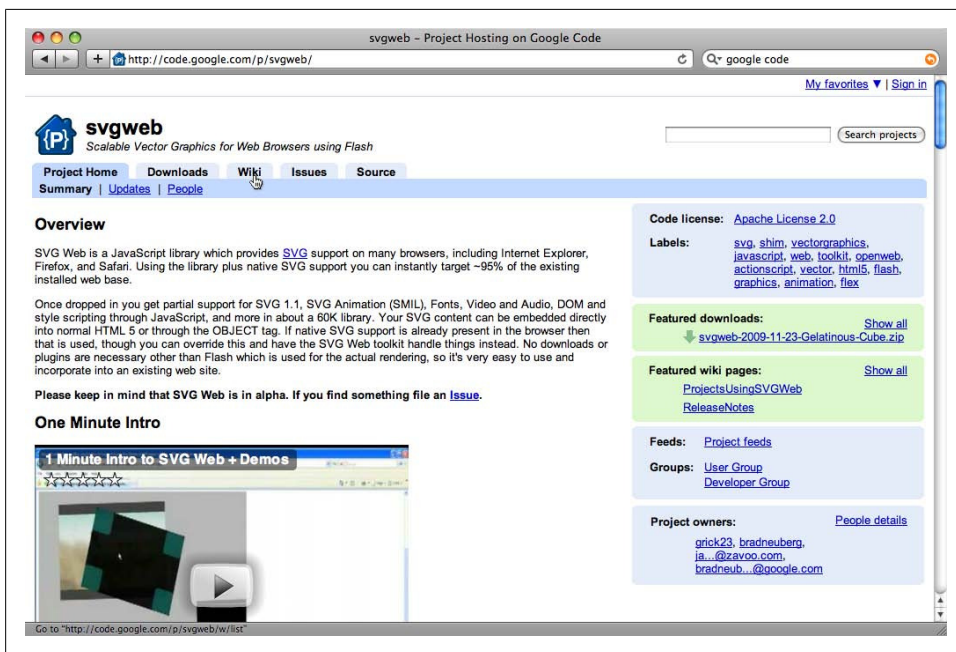 svgweb – Project Hosting on Google Code
http://code.google.com/p/svgweb/
google code
My favorites ▼ | Sign in
{P}
svgweb
Scalable Vector Graphics for Web Browsers using Flash
Search projects
Project Home Downloads Wiki Issues Source
Summary | Updates | People
Overview
SVG Web is a JavaScript library which provides SVG support on many browsers, including Internet Explorer,
Firefox, and Safari. Using the library plus native SVG support you can instantly target ~95% of the existing
installed web base.
Once dropped in you get partial support for SVG 1.1, SVG Animation (SMIL), Fonts, Video and Audio, DOM and
style scripting through JavaScript, and more in about a 60K library. Your SVG content can be embedded directly
into normal HTML 5 or through the OBJECT tag. If native SVG support is already present in the browser then
that is used, though you can override this and have the SVG Web toolkit handle things instead. No downloads or
plugins are necessary other than Flash which is used for the actual rendering, so it's very easy to use and
incorporate into an existing web site.
Please keep in mind that SVG Web is in alpha. If you find something file an Issue.
One Minute Intro
1 Minute Intro to SVG Web + Demos
Code license: Apache License 2.0
Labels: svg, shim, vectorgraphics,
javascript, web, toolkit, openweb,
actionscript, vector, html5, flash,
graphics, animation, flex
Featured downloads: Show all
svgweb-2009-11-23-Gelatinous-Cube.zip
Featured wiki pages: Show all
ProjectsUsingSVGWeb
ReleaseNotes
Feeds: Project feeds
Groups: User Group
Developer Group
Project owners: People details
grick23, bradneuberg,
ja...@zavoo.com,
bradneub...@google.com
Go to "http://code.google.com/p/svgweb/w/list"